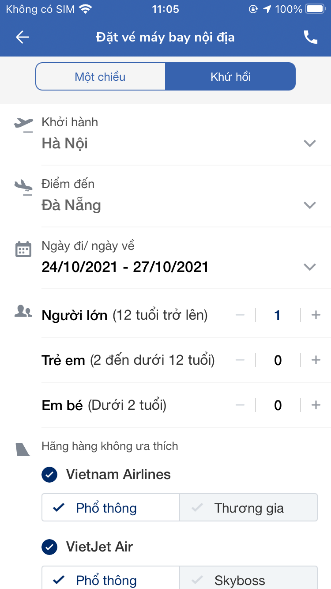 Không có SIM 11:05 100%
Đặt vé máy bay nội địa
Một chiều Khứ hồi
Khởi hành
Hà Nội
Điểm đến
Đà Nẵng
Ngày đi/ ngày về
24/10/2021 - 27/10/2021
Người lớn (12 tuổi trở lên) − 1 +
Trẻ em (2 đến dưới 12 tuổi) − 0 +
Em bé (Dưới 2 tuổi) − 0 +
Hãng hàng không ưa thích
Vietnam Airlines
Phổ thông Thương gia
VietJet Air
Phổ thông Skyboss